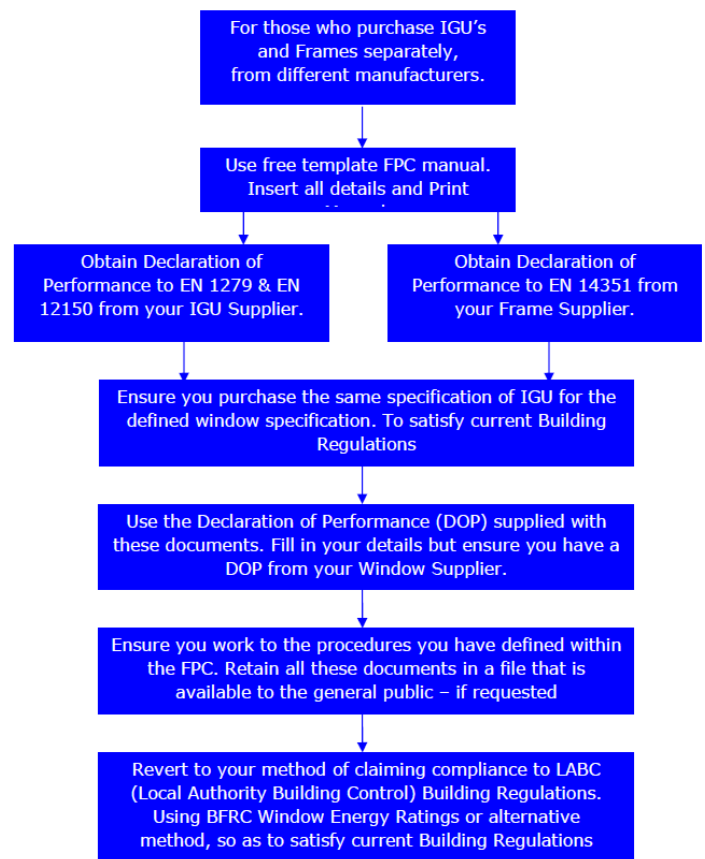 For those who purchase IGU's
and Frames separately,
from different manufacturers.
Use free template FPC manual.
Insert all details and Print
Obtain Declaration of
Performance to EN 1279 & EN
12150 from your IGU Supplier.
Obtain Declaration of
Performance to EN 14351 from
your Frame Supplier.
Ensure you purchase the same specification of IGU for the
defined window specification. To satisfy current Building
Regulations
Use the Declaration of Performance (DOP) supplied with
these documents. Fill in your details but ensure you have a
DOP from your Window Supplier.
Ensure you work to the procedures you have defined within
the FPC. Retain all these documents in a file that is
available to the general public – if requested
Revert to your method of claiming compliance to LABC
(Local Authority Building Control) Building Regulations.
Using BFRC Window Energy Ratings or alternative
method, so as to satisfy current Building Regulations